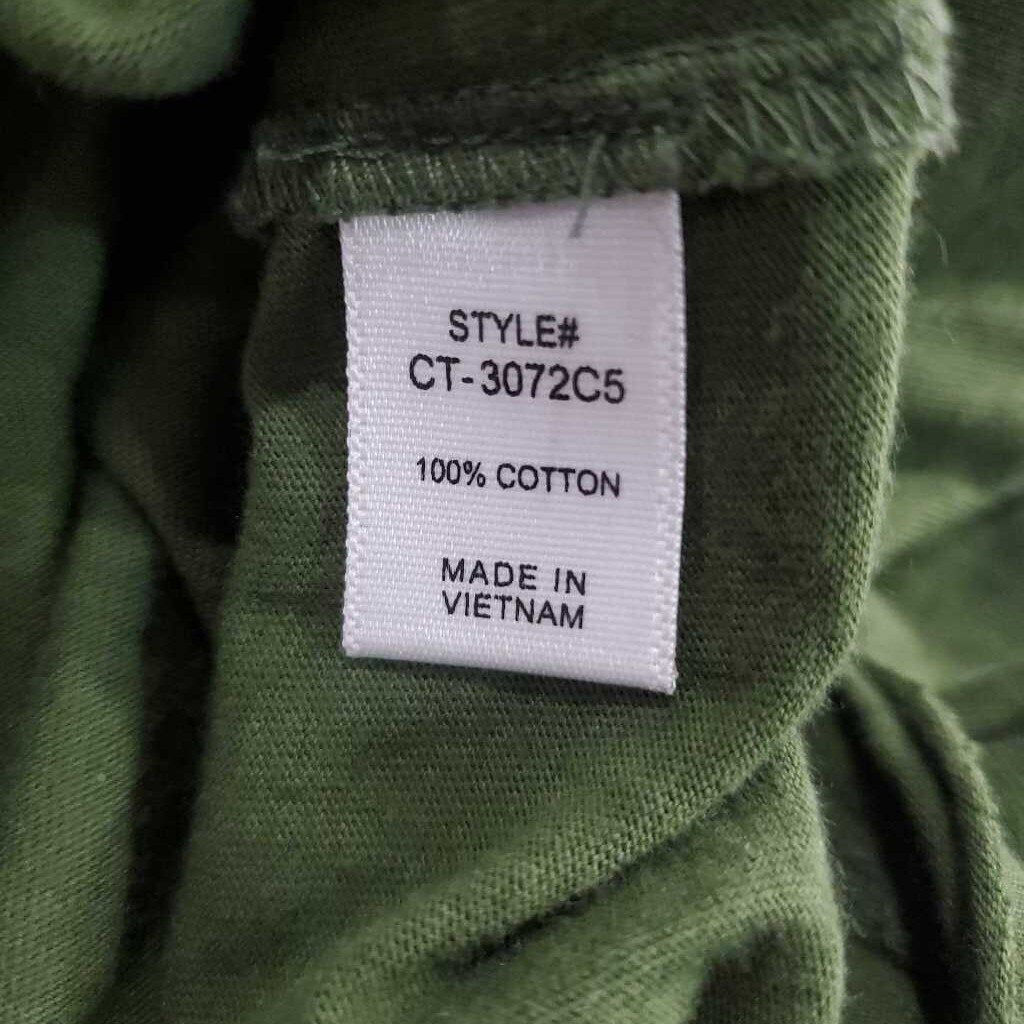 STYLE#
CT-3072C5
100% COTTON
MADE IN
VIETNAM